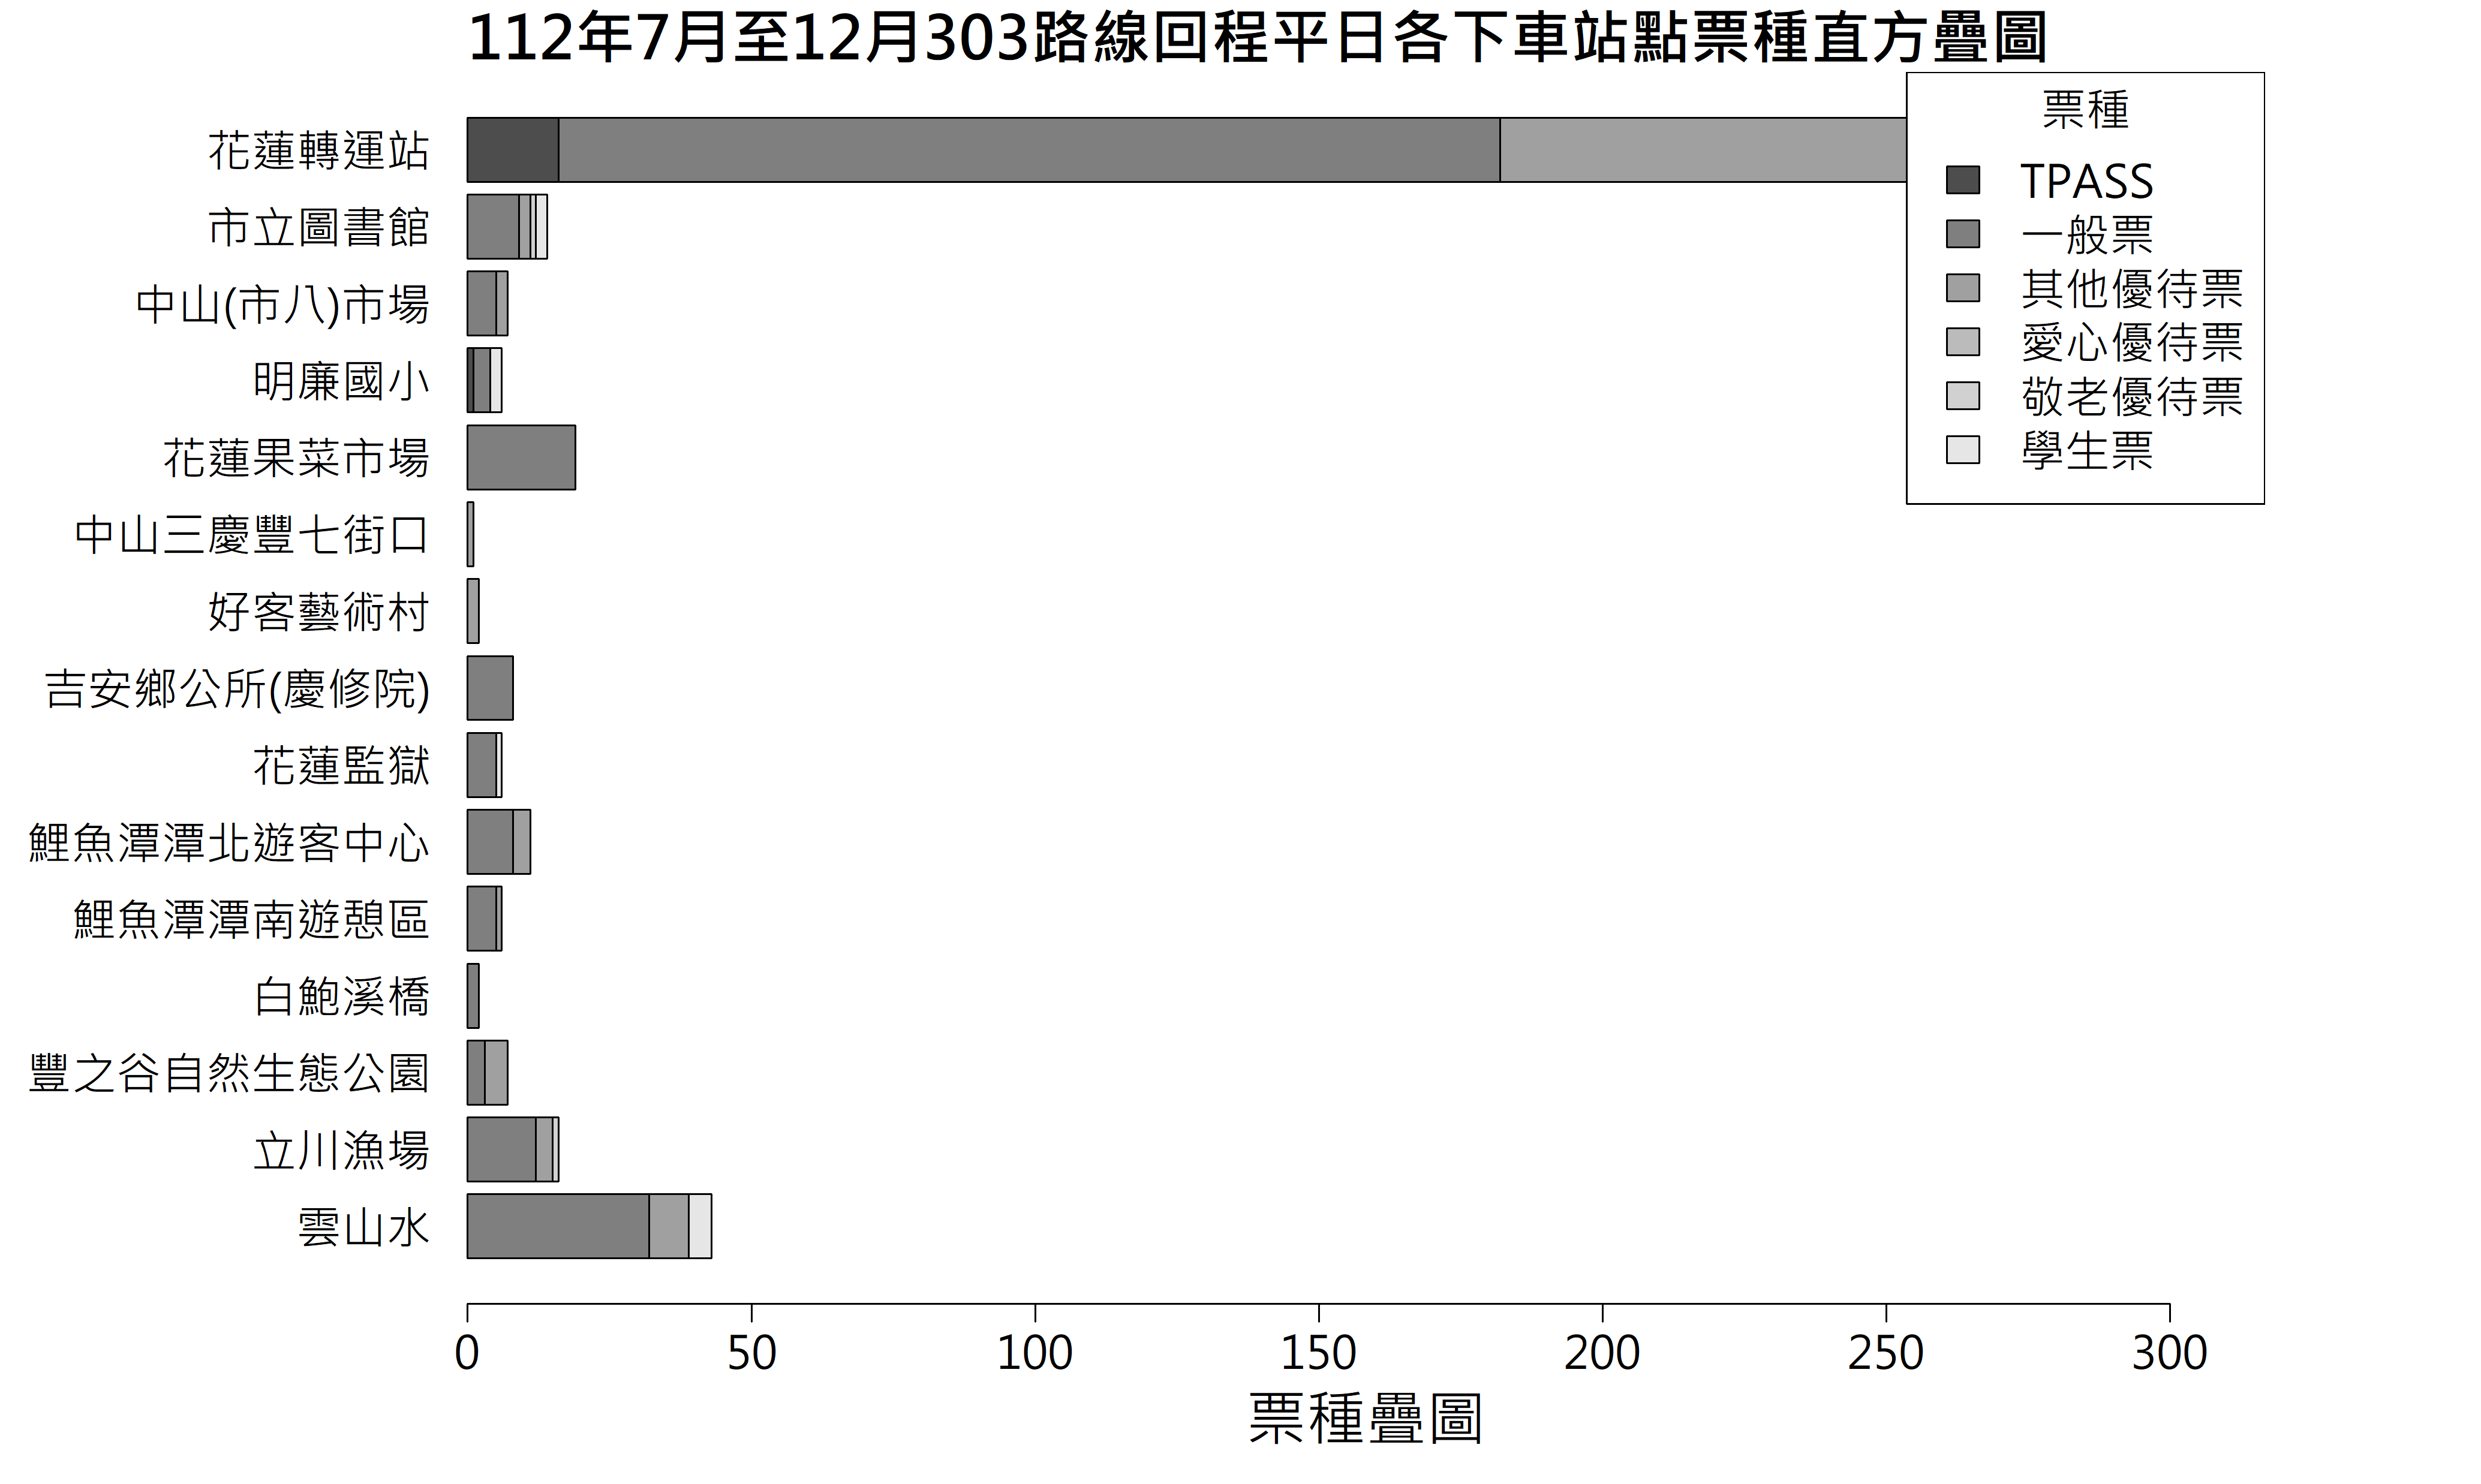 112年7月至12月303路線回程平日各下車站點票種直方疊圖
票種
TPASS
一般票
其他優待票
愛心優待票
敬老優待票
學生票
花蓮轉運站
市立圖書館
中山(市八)市場
明廉國小
花蓮果菜市場
中山三慶豐七街口
好客藝術村
吉安鄉公所(慶修院)
花蓮監獄
鯉魚潭潭北遊客中心
鯉魚潭潭南遊憩區
白鮑溪橋
豐之谷自然生態公園
立川漁場
雲山水
0 50 100 150 200 250 300
票種疊圖